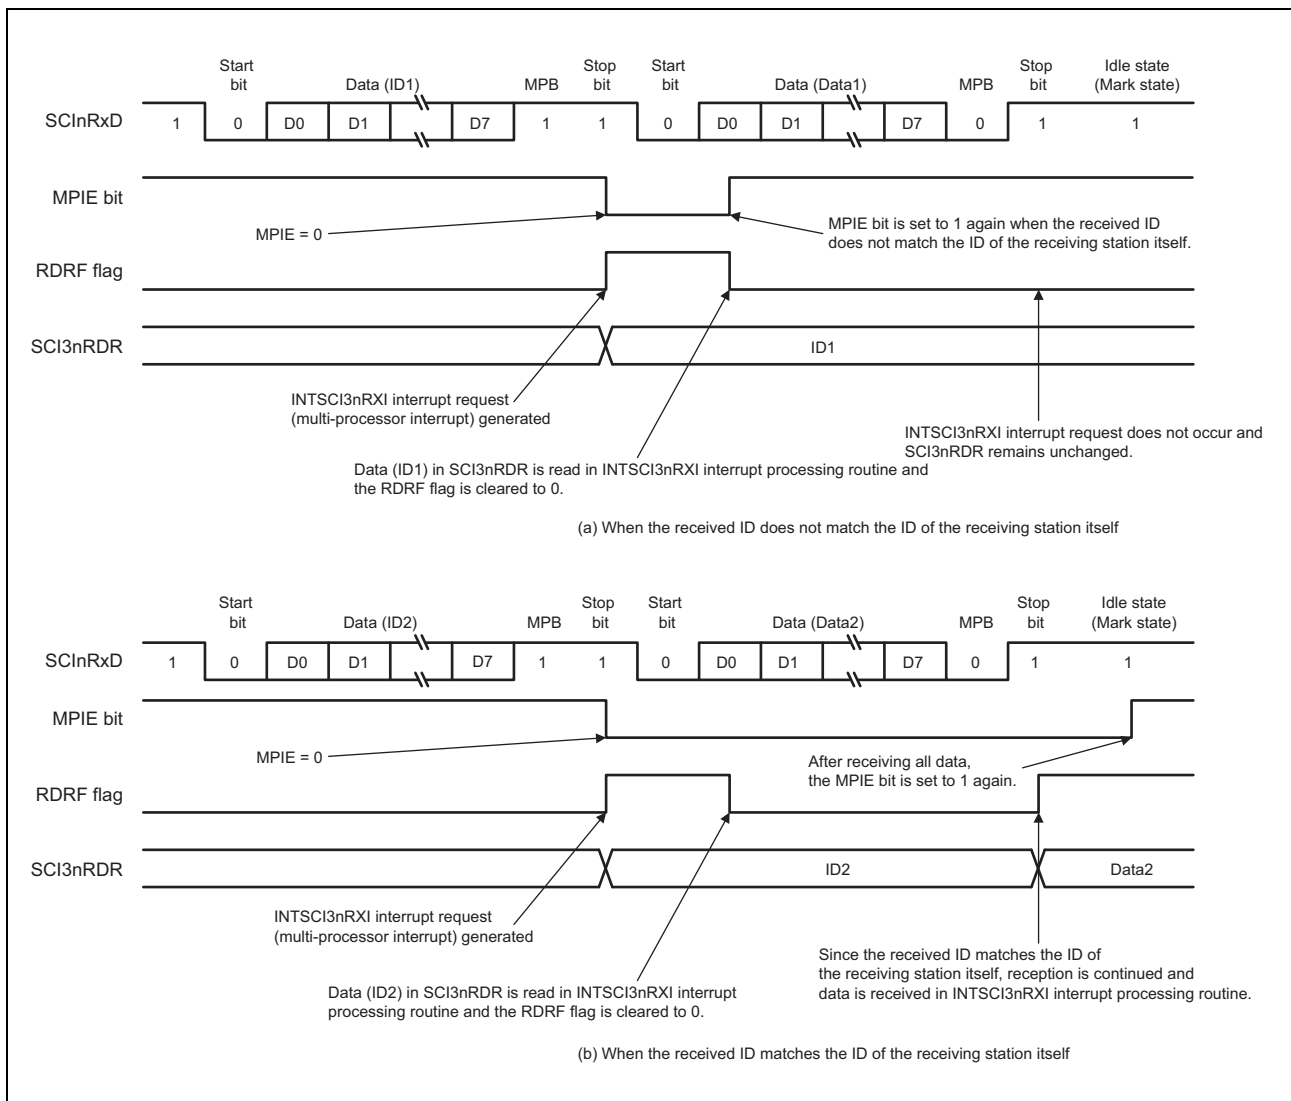 Start bit
Data (ID1)
MPB
Stop bit
Start bit
Data (Data1)
MPB
Stop bit
Idle state (Mark state)
SCInRxD
1 0 D0 D1 D7 1 1 0 D0 D1 D7 0 1 1
MPIE bit
MPIE = 0
MPIE bit is set to 1 again when the received ID
does not match the ID of the receiving station itself.
RDRF flag
SCI3nRDR
ID1
INTSCI3nRXI interrupt request
(multi-processor interrupt) generated
INTSCI3nRXI interrupt request does not occur and
SCI3nRDR remains unchanged.
Data (ID1) in SCI3nRDR is read in INTSCI3nRXI interrupt processing routine and
the RDRF flag is cleared to 0.
(a) When the received ID does not match the ID of the receiving station itself
Start bit
Data (ID2)
MPB
Stop bit
Start bit
Data (Data2)
MPB
Stop bit
Idle state (Mark state)
SCInRxD
1 0 D0 D1 D7 1 1 0 D0 D1 D7 0 1 1
MPIE bit
MPIE = 0
After receiving all data,
the MPIE bit is set to 1 again.
RDRF flag
SCI3nRDR
ID2
Data2
INTSCI3nRXI interrupt request
(multi-processor interrupt) generated
Since the received ID matches the ID of
the receiving station itself, reception is continued and
data is received in INTSCI3nRXI interrupt processing routine.
Data (ID2) in SCI3nRDR is read in INTSCI3nRXI interrupt
processing routine and the RDRF flag is cleared to 0.
(b) When the received ID matches the ID of the receiving station itself